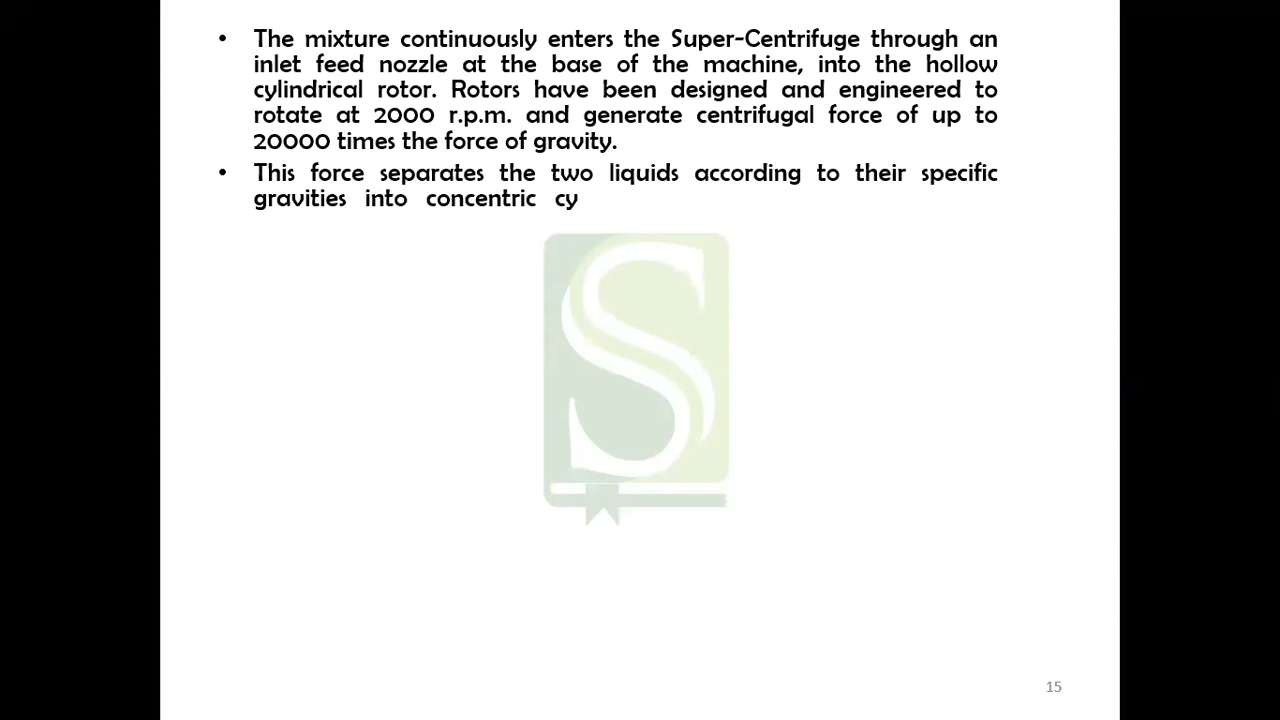 • The mixture continuously enters the Super-Centrifuge through an
inlet feed nozzle at the base of the machine, into the hollow
cylindrical rotor. Rotors have been designed and engineered to
rotate at 2000 r.p.m. and generate centrifugal force of up to
20000 times the force of gravity.
• This force separates the two liquids according to their specific
gravities into concentric cy
S
15